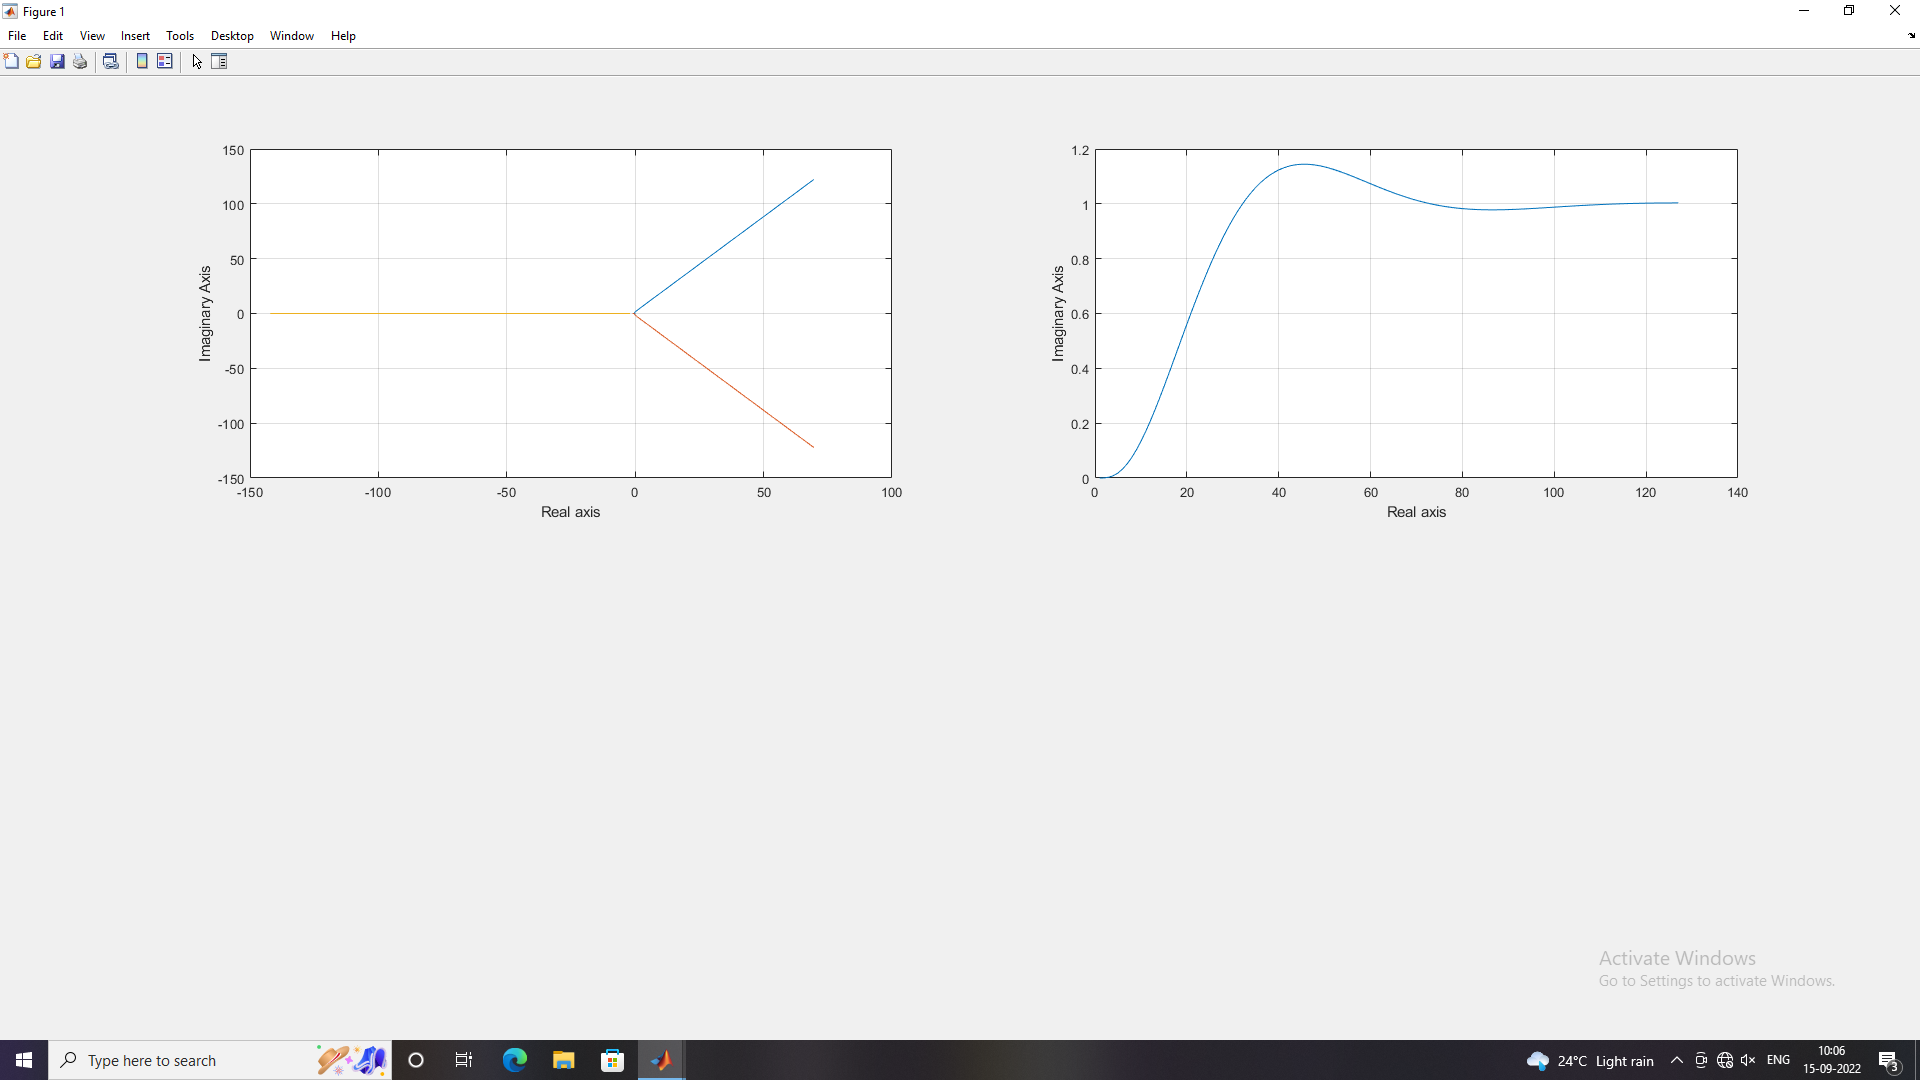 Figure 1
File Edit View Insert Tools Desktop Window Help
150
100
50
0
-50
-100
-150
Imaginary Axis
-150 -100 -50 0 50 100
Real axis
1.2
1
0.8
0.6
0.4
0.2
0
Imaginary Axis
0 20 40 60 80 100 120 140
Real axis
Activate Windows
Go to Settings to activate Windows.
Type here to search
24°C Light rain
ENG
10:06
15-09-2022
3